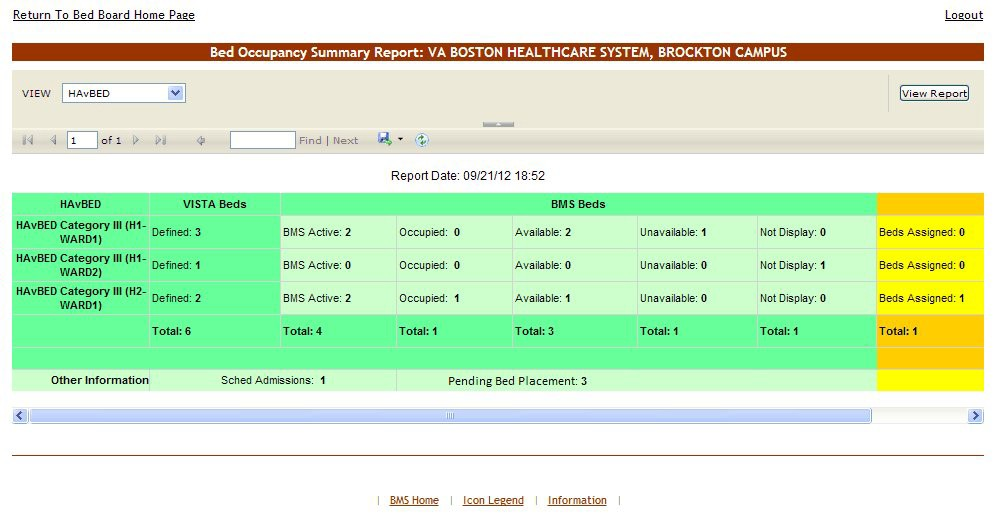 Return To Bed Board Home Page Logout
Bed Occupancy Summary Report: VA BOSTON HEALTHCARE SYSTEM, BROCKTON CAMPUS
VIEW HAvBED View Report
1 of 1 Find | Next
Report Date: 09/21/12 18:52
HAvBED VISTA Beds BMS Beds
HAvBED Category III (H1-
WARD1) Defined: 3 BMS Active: 2 Occupied: 0 Available: 2 Unavailable: 1 Not Display: 0 Beds Assigned: 0
HAvBED Category III (H1-
WARD2) Defined: 1 BMS Active: 0 Occupied: 0 Available: 0 Unavailable: 0 Not Display: 1 Beds Assigned: 0
HAvBED Category III (H2-
WARD1) Defined: 2 BMS Active: 2 Occupied: 1 Available: 1 Unavailable: 0 Not Display: 0 Beds Assigned: 1
Total: 6 Total: 4 Total: 1 Total: 3 Total: 1 Total: 1 Total: 1
Other Information Sched Admissions: 1 Pending Bed Placement: 3
| BMS Home | Icon Legend | Information |